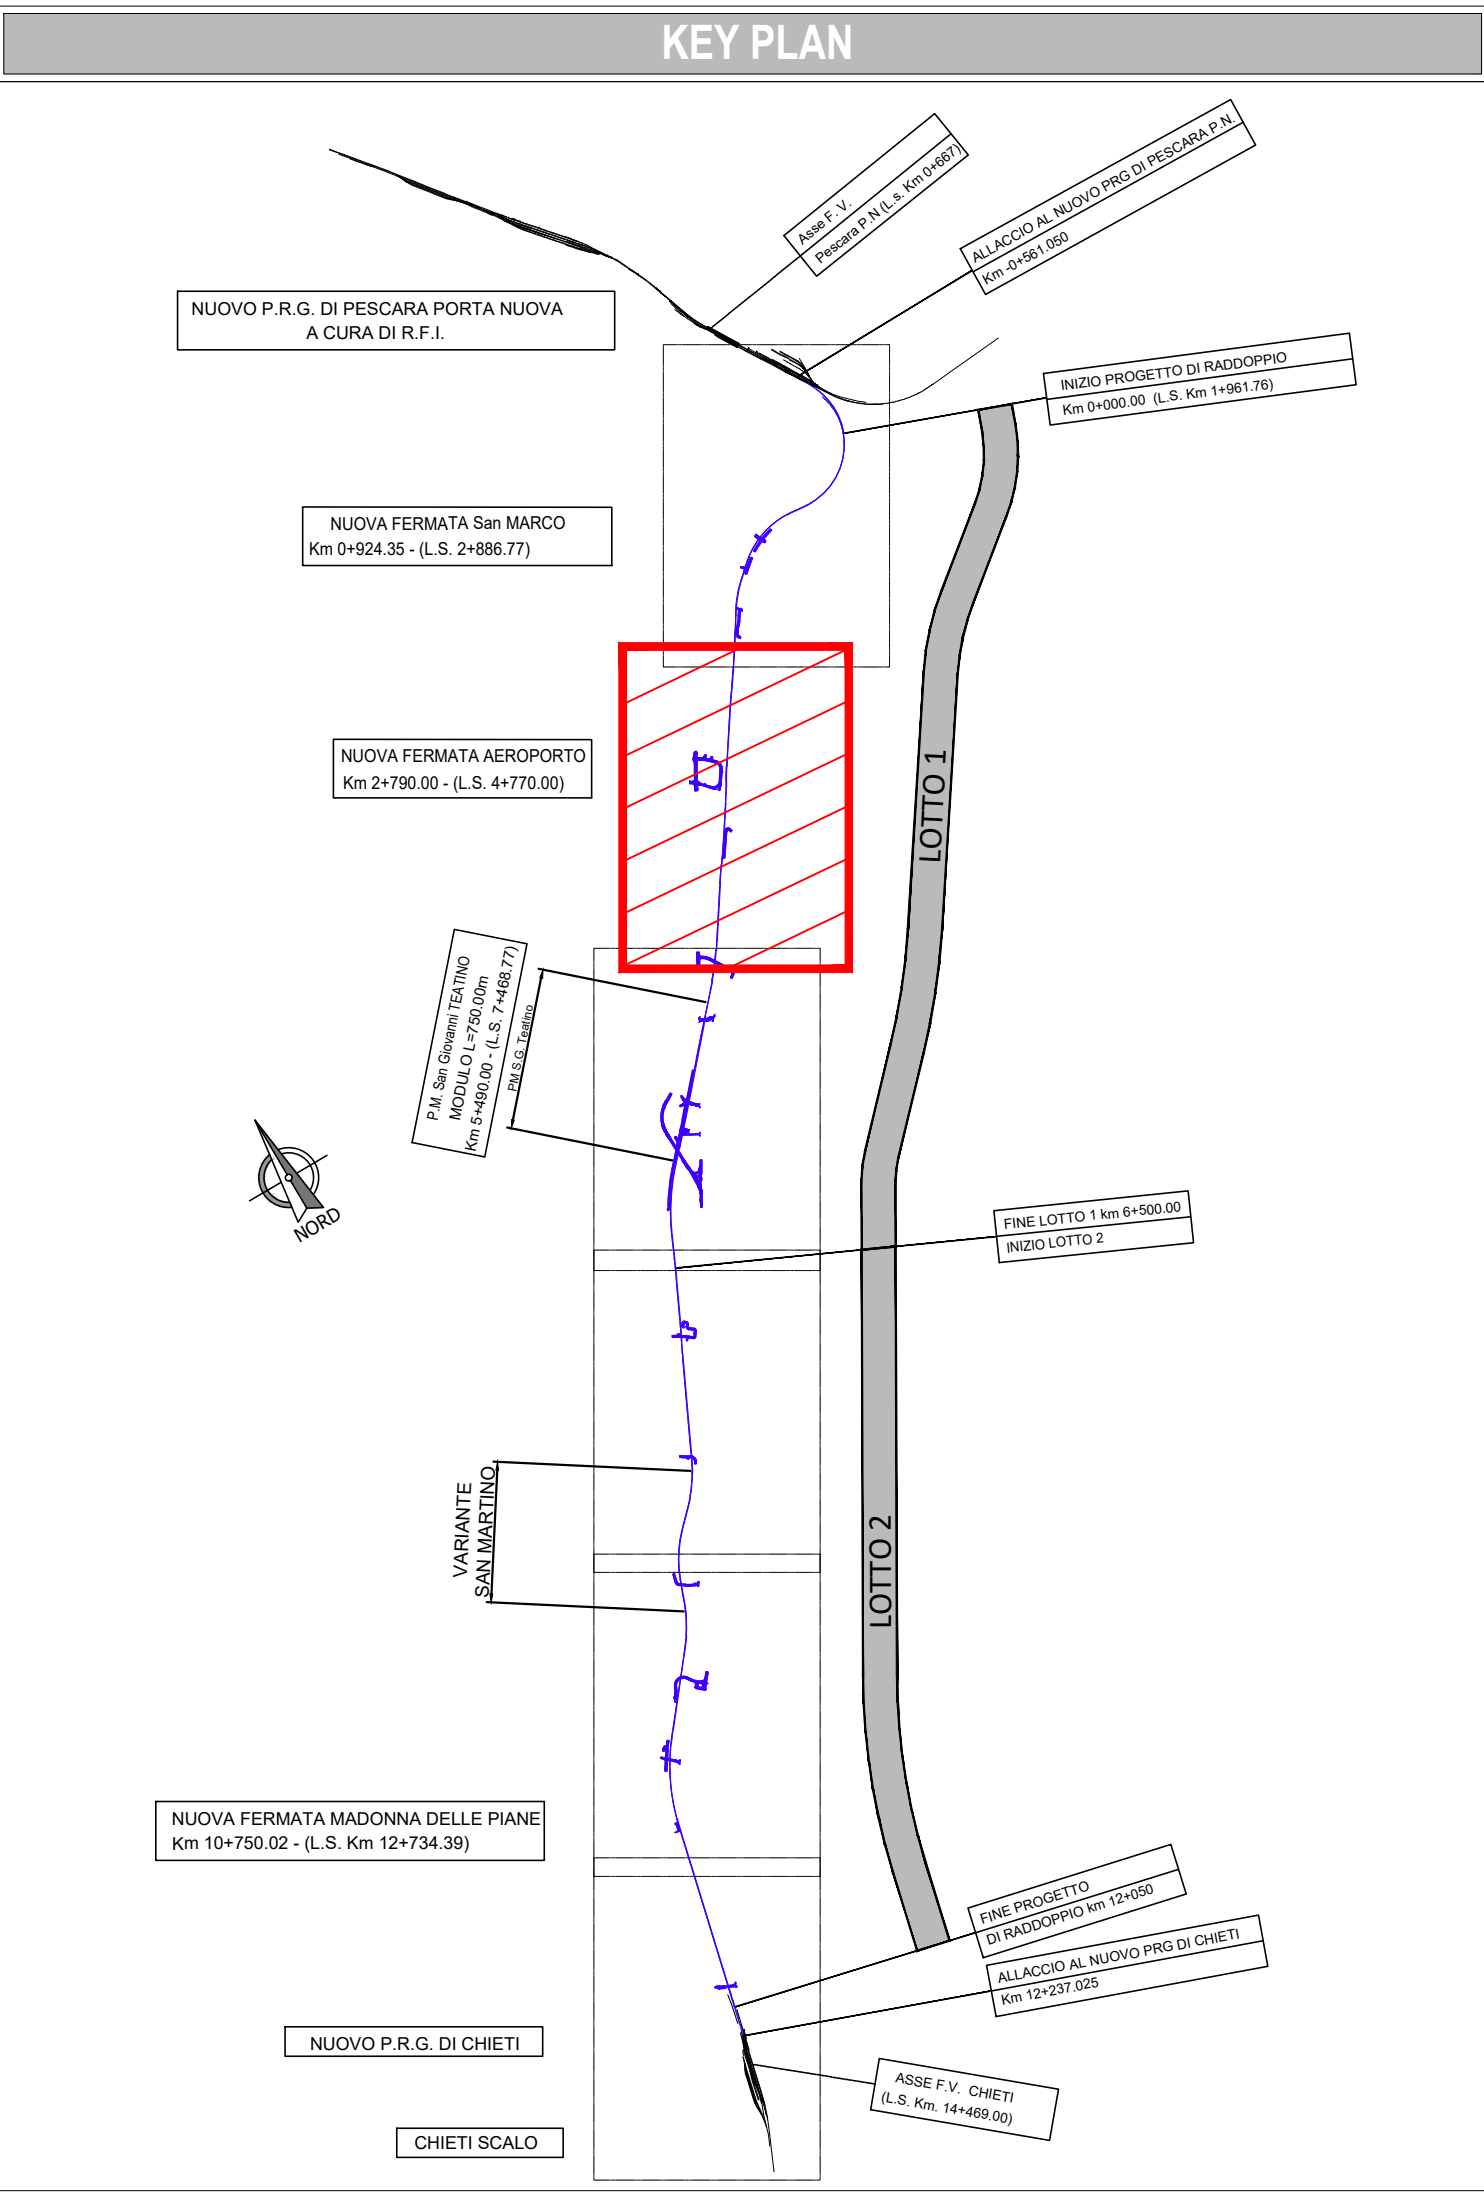 KEY PLAN
Asse F. V.
Pescara P.N (L.s. Km 0+667)
ALLACCIO AL NUOVO PRG DI PESCARA P.N.
Km -0+561.050
NUOVO P.R.G. DI PESCARA PORTA NUOVA
A CURA DI R.F.I.
INIZIO PROGETTO DI RADDOPPIO
Km 0+000.00 (L.S. Km 1+961.76)
NUOVA FERMATA San MARCO
Km 0+924.35 - (L.S. 2+886.77)
NUOVA FERMATA AEROPORTO
Km 2+790.00 - (L.S. 4+770.00)
LOTTO 1
P.M. San Giovanni TEATINO
MODULO L=750.00m
Km 5+490.00 - (L.S. 7+468.77)
PM S.G. Teatino
NORD
FINE LOTTO 1 km 6+500.00
INIZIO LOTTO 2
VARIANTE
SAN MARTINO
LOTTO 2
NUOVA FERMATA MADONNA DELLE PIANE
Km 10+750.02 - (L.S. Km 12+734.39)
FINE PROGETTO
DI RADDOPPIO km 12+050
ALLACCIO AL NUOVO PRG DI CHIETI
Km 12+237.025
NUOVO P.R.G. DI CHIETI
ASSE F.V. CHIETI
(L.S. Km. 14+469.00)
CHIETI SCALO